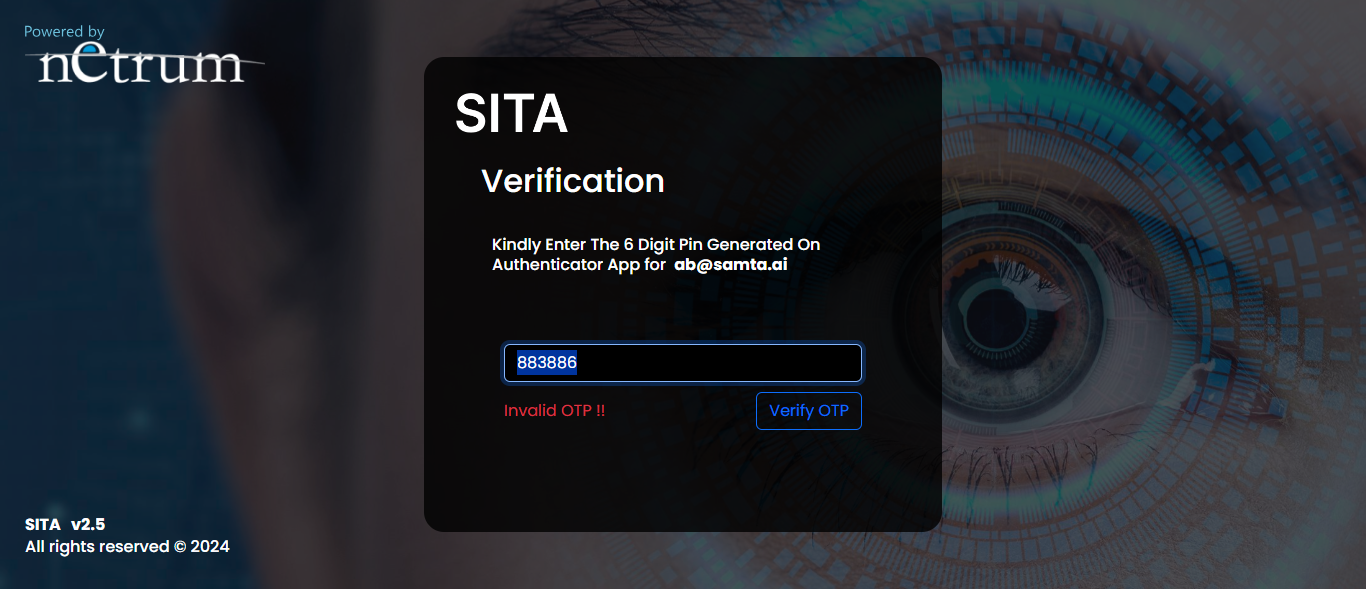 Powered by
netrum
SITA
Verification
Kindly Enter The 6 Digit Pin Generated On
Authenticator App for ab@samta.ai
883886
Invalid OTP !!
Verify OTP
SITA v2.5
All rights reserved © 2024